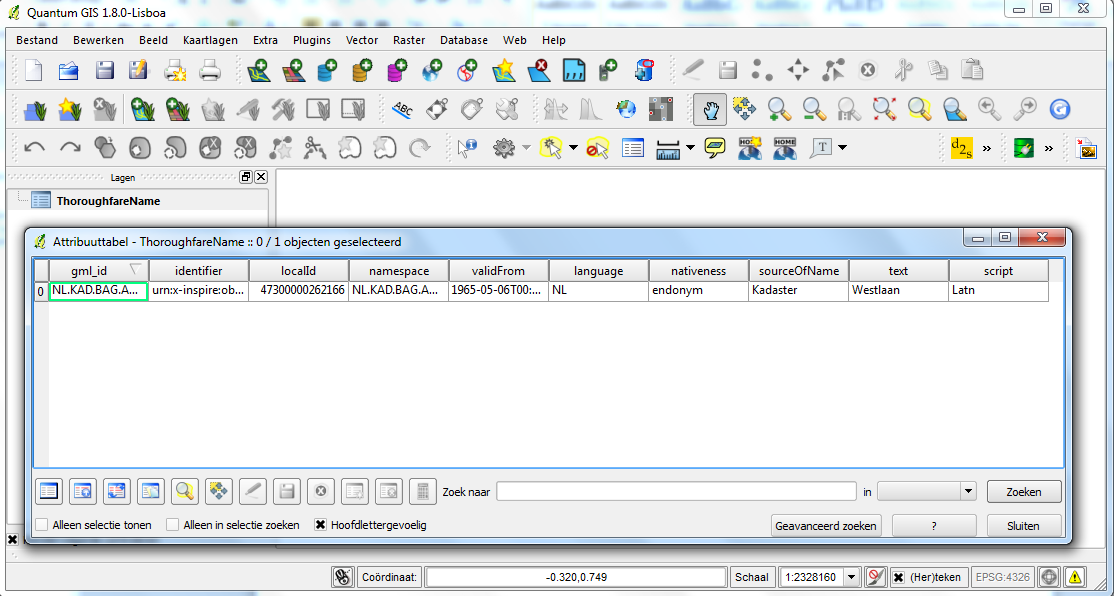 Quantum GIS 1.8.0-Lisboa
Bestand Bewerken Beeld Kaartlagen Extra Plugins Vector Raster Database Web Help
ABC
HOME HOME T d2s
Lagen
ThoroughfareName
Attribuuttabel - ThoroughfareName :: 0 / 1 objecten geselecteerd
gml_id identifier localId namespace validFrom language nativeness sourceOfName text script
0 NL.KAD.BAG.A... urn:x-inspire:ob... 47300000262166 NL.KAD.BAG.A... 1965-05-06T00:... NL endonym Kadaster Westlaan Latn
Zoek naar in Zoeken
Alleen selectie tonen Alleen in selectie zoeken Hoofdlettergevoelig Geavanceerd zoeken ? Sluiten
Coördinaat: -0.320,0.749 Schaal 1:2328160 (Her)teken EPSG:4326